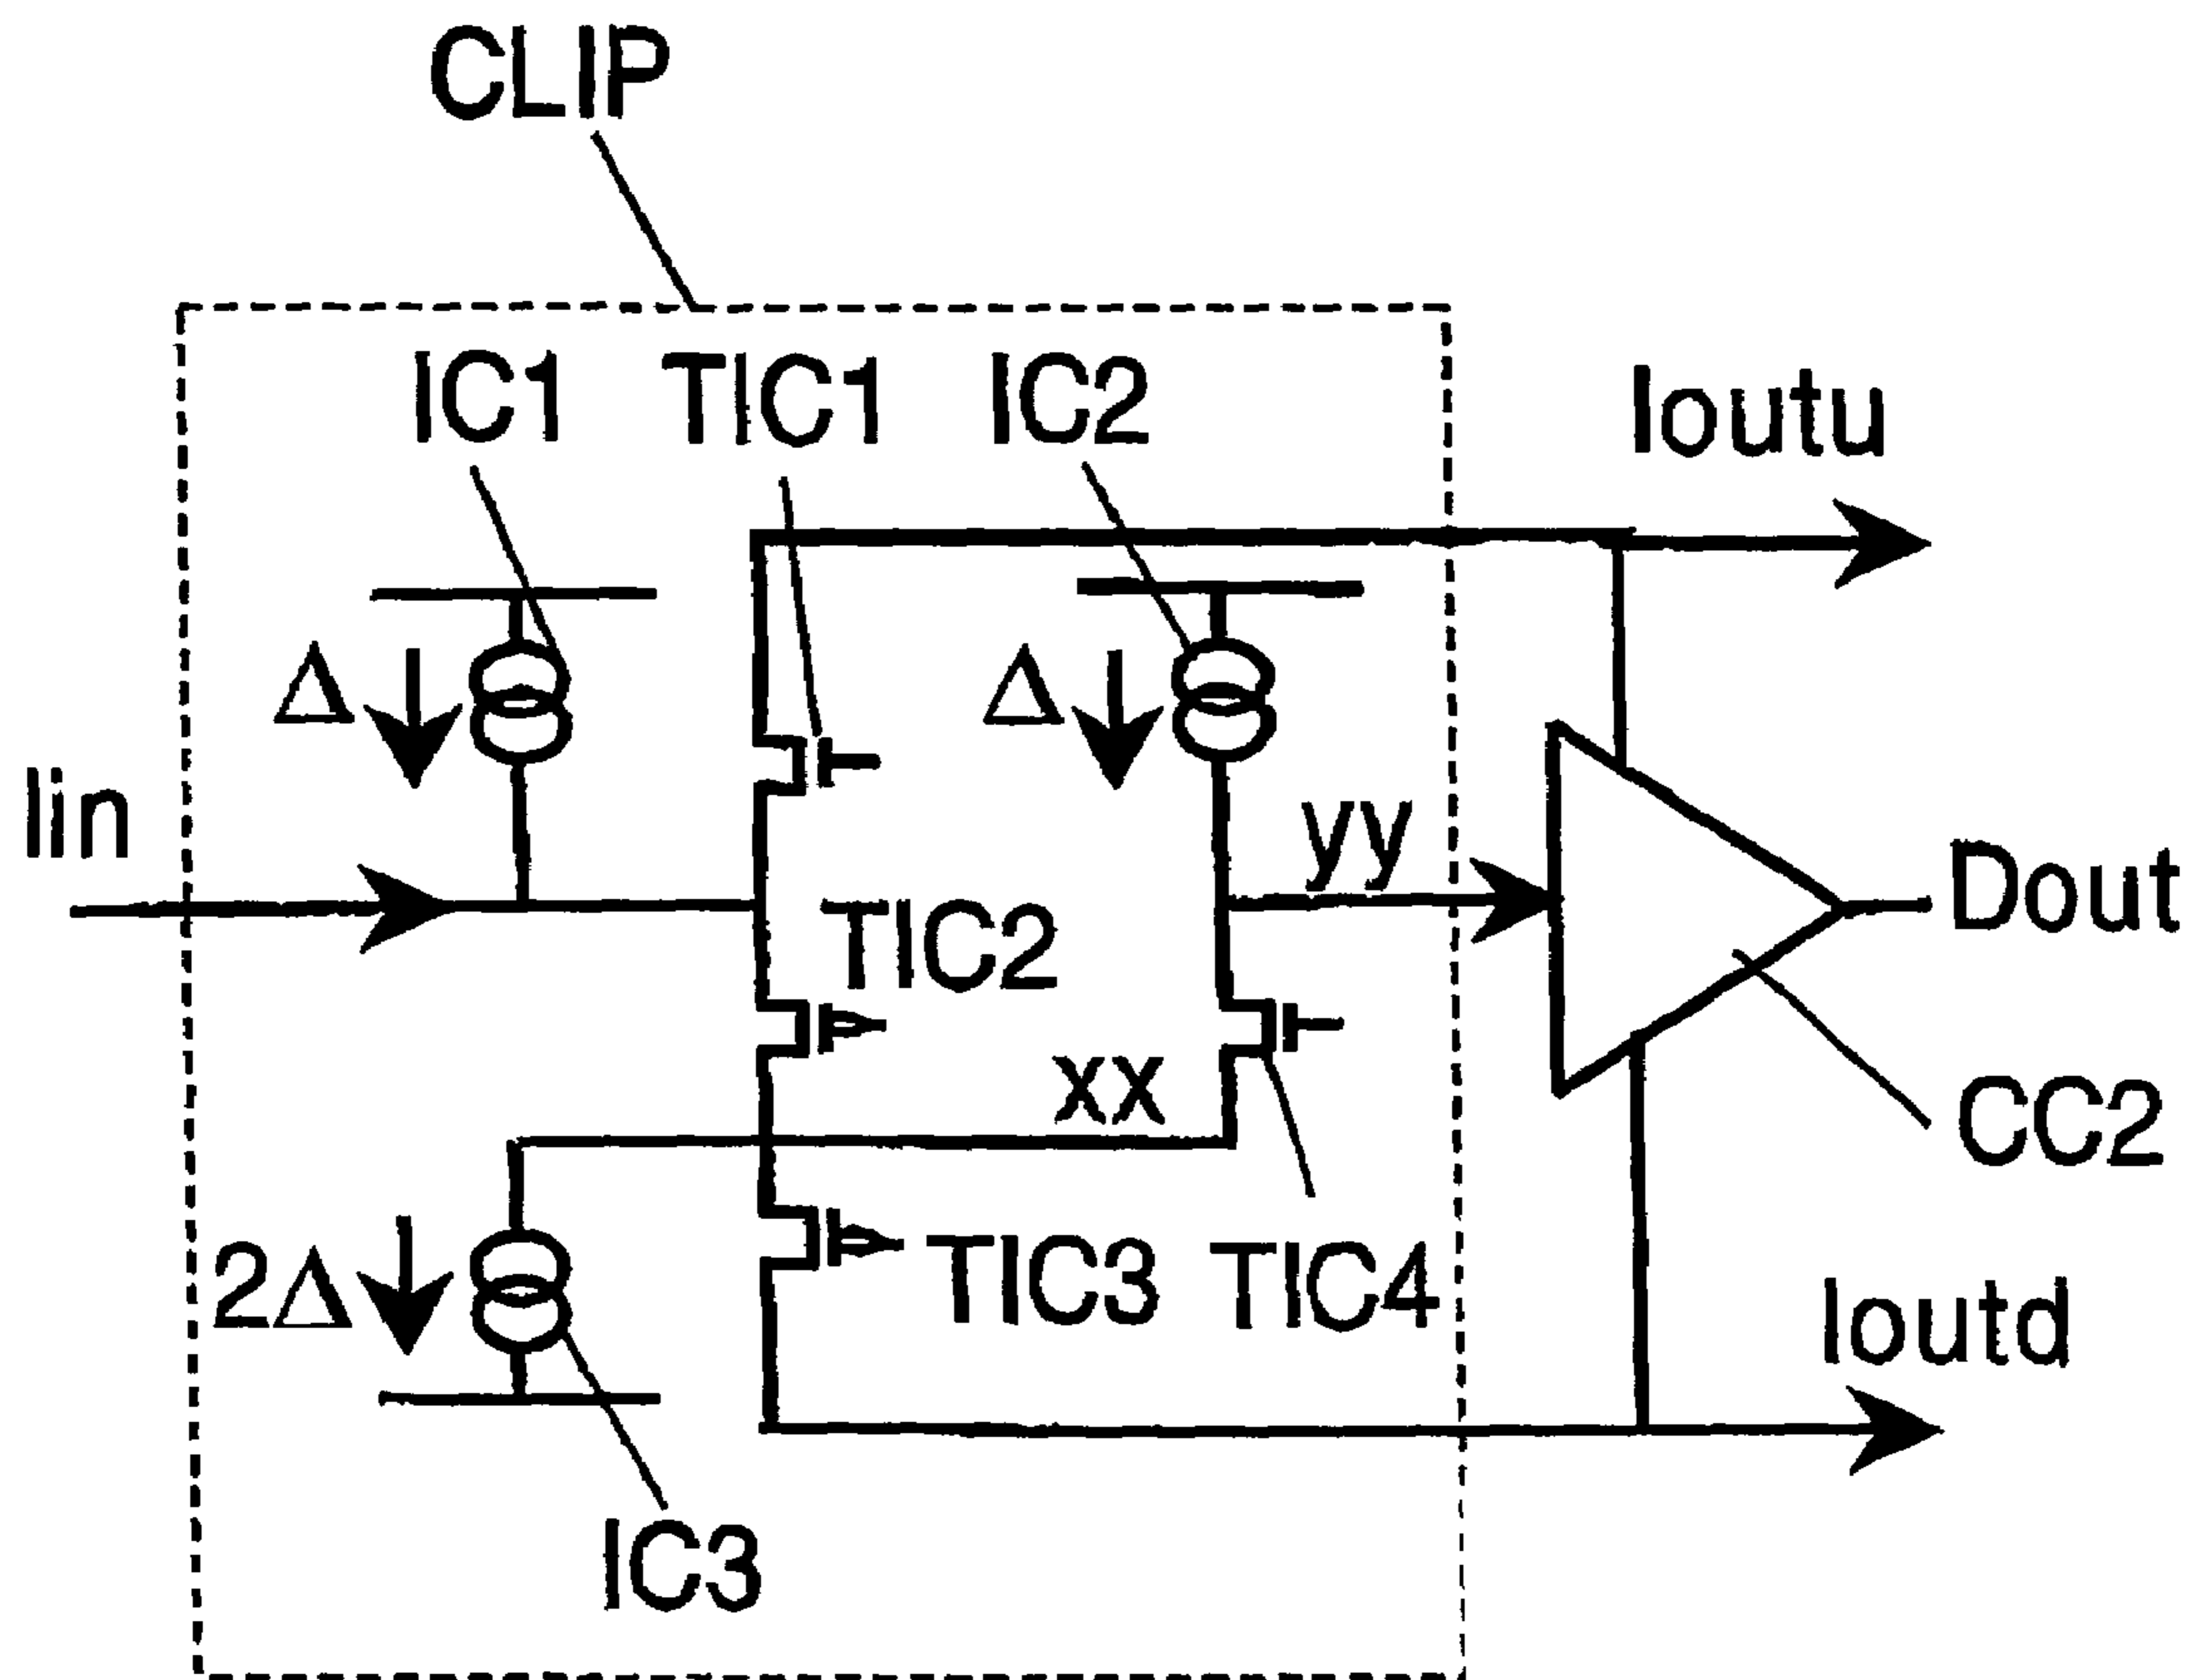 CLIP
IC1 TIC1 IC2
Ioutu
Δ Δ
Iin
yy
Dout
TIC2
xx
CC2
2Δ
TIC3 TIC4
Ioutd
IC3